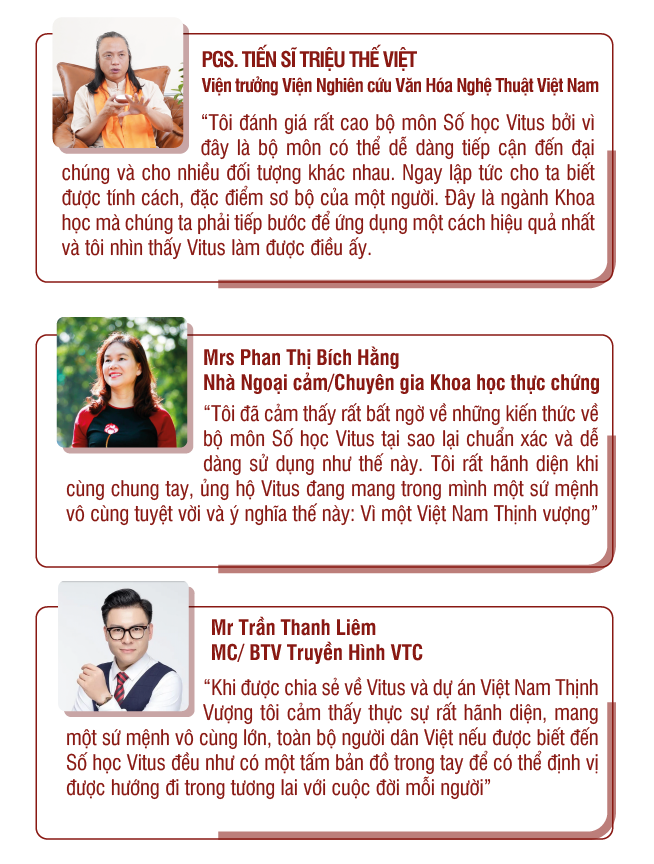 PGS. TIẾN SĨ TRIỆU THẾ VIỆT
Viện trưởng Viện Nghiên cứu Văn Hóa Nghệ Thuật Việt Nam
“Tôi đánh giá rất cao bộ môn Số học Vitus bởi vì
đây là bộ môn có thể dễ dàng tiếp cận đến đại
chúng và cho nhiều đối tượng khác nhau. Ngay lập tức cho ta biết
được tính cách, đặc điểm sơ bộ của một người. Đây là ngành Khoa
học mà chúng ta phải tiếp bước để ứng dụng một cách hiệu quả nhất
và tôi nhìn thấy Vitus làm được điều ấy.
Mrs Phan Thị Bích Hằng
Nhà Ngoại cảm/Chuyên gia Khoa học thực chứng
“Tôi đã cảm thấy rất bất ngờ về những kiến thức về
bộ môn Số học Vitus tại sao lại chuẩn xác và dễ
dàng sử dụng như thế này. Tôi rất hãnh diện khi
cùng chung tay, ủng hộ Vitus đang mang trong mình một sứ mệnh
vô cùng tuyệt vời và ý nghĩa thế này: Vì một Việt Nam Thịnh vượng”
Mr Trần Thanh Liêm
MC/ BTV Truyền Hình VTC
“Khi được chia sẻ về Vitus và dự án Việt Nam Thịnh
Vượng tôi cảm thấy thực sự rất hãnh diện, mang
một sứ mệnh vô cùng lớn, toàn bộ người dân Việt nếu được biết đến
Số học Vitus đều như có một tấm bản đồ trong tay để có thể định vị
được hướng đi trong tương lai với cuộc đời mỗi người”